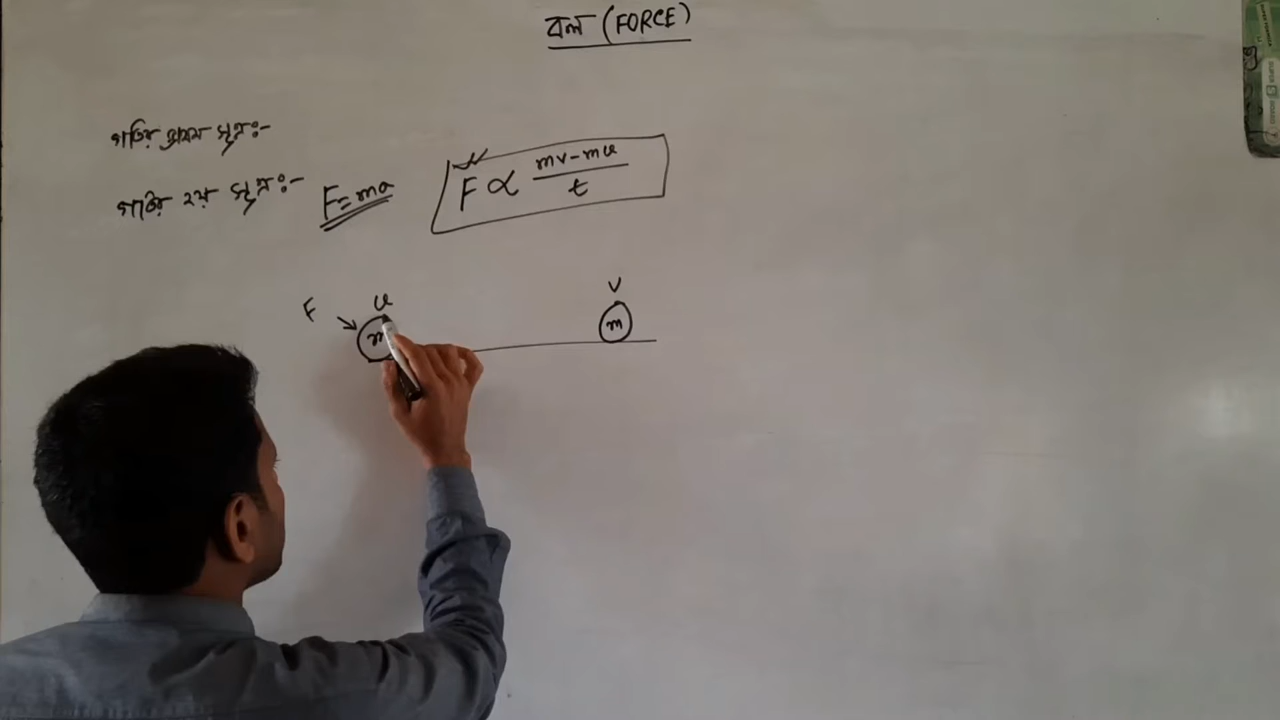 বল (FORCE)
গতির প্রথম সূত্রঃ-
গতির ২য় সূত্রঃ- F=ma
F ∝ mv-mu / t
F u v
m m